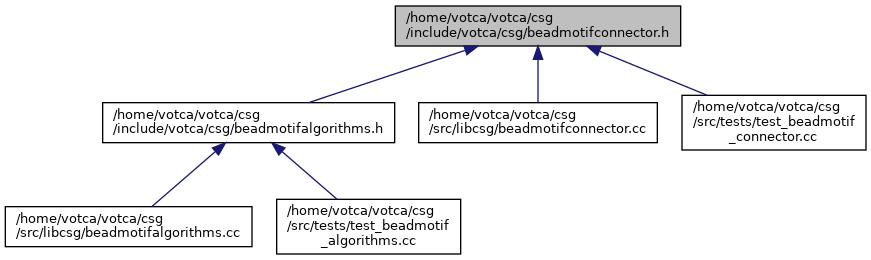 /home/votca/votca/csg
/include/votca/csg/beadmotifconnector.h
/home/votca/votca/csg
/include/votca/csg/beadmotifalgorithms.h
/home/votca/votca/csg
/src/libcsg/beadmotifconnector.cc
/home/votca/votca/csg
/src/tests/test_beadmotif
_connector.cc
/home/votca/votca/csg
/src/libcsg/beadmotifalgorithms.cc
/home/votca/votca/csg
/src/tests/test_beadmotif
_algorithms.cc